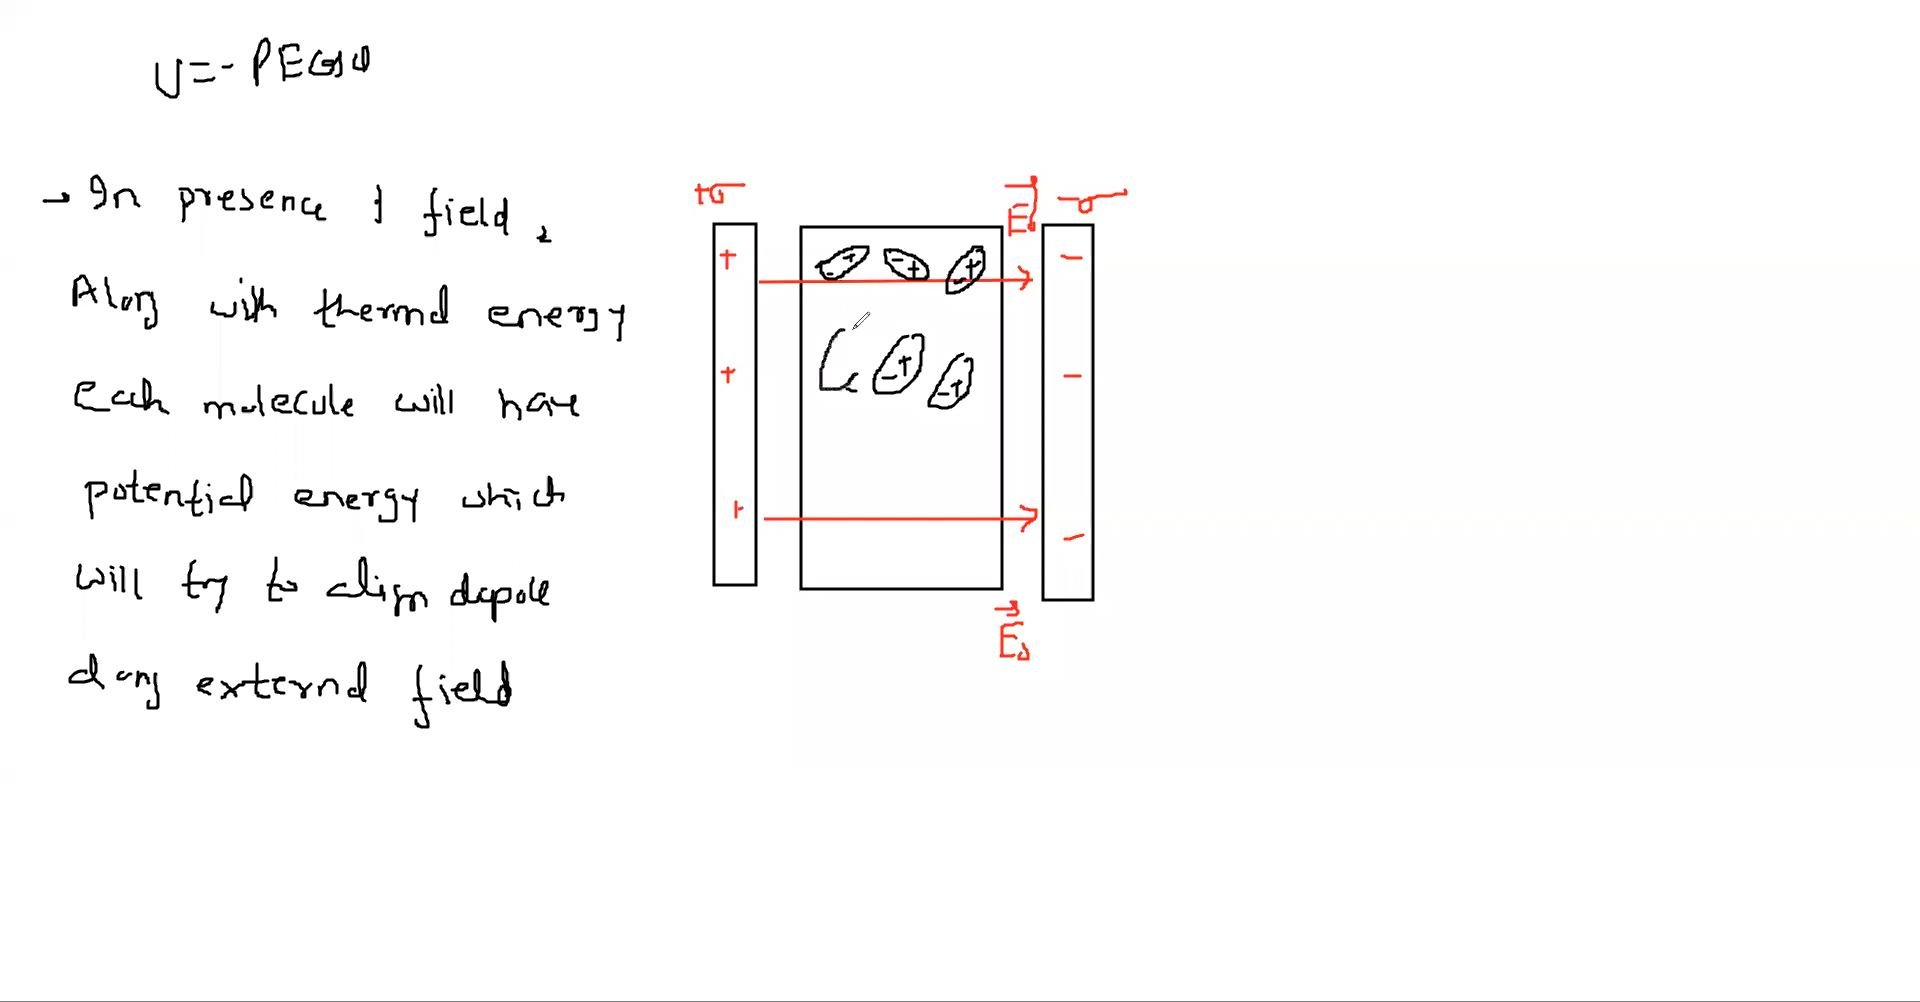 U = - PE cosθ
→ In presence of field,
Along with thermal energy
Each molecule will have
potential energy which
will try to align dipole
along external field
+σ
E₀
-σ
+ - + - + - + -
+ - + - + -
+ -
E₀